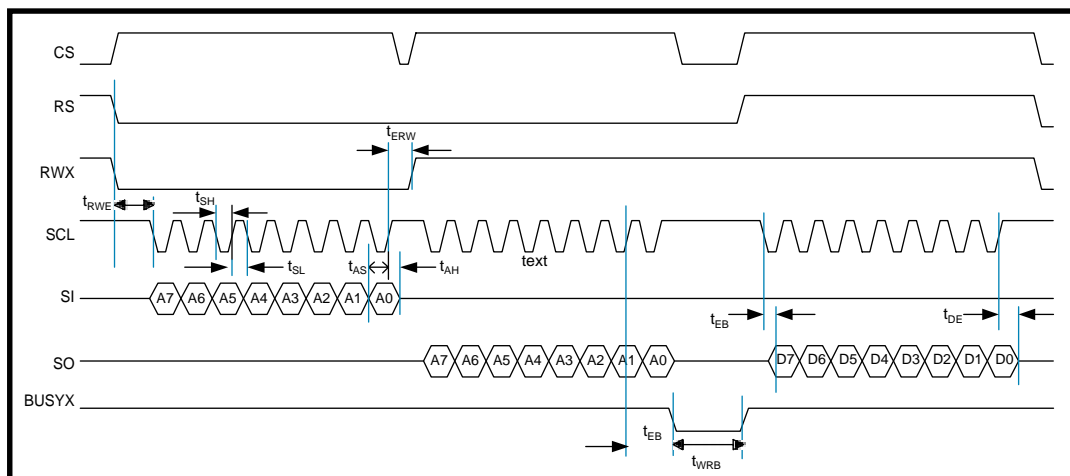 CS
RS
tERW
RWX
tRWE
tSH
SCL
text
tSL
tAS
tAH
SI
A7 A6 A5 A4 A3 A2 A1 A0
tEB
tDE
SO
A7 A6 A5 A4 A3 A2 A1 A0
D7 D6 D5 D4 D3 D2 D1 D0
BUSYX
tEB
tWRB